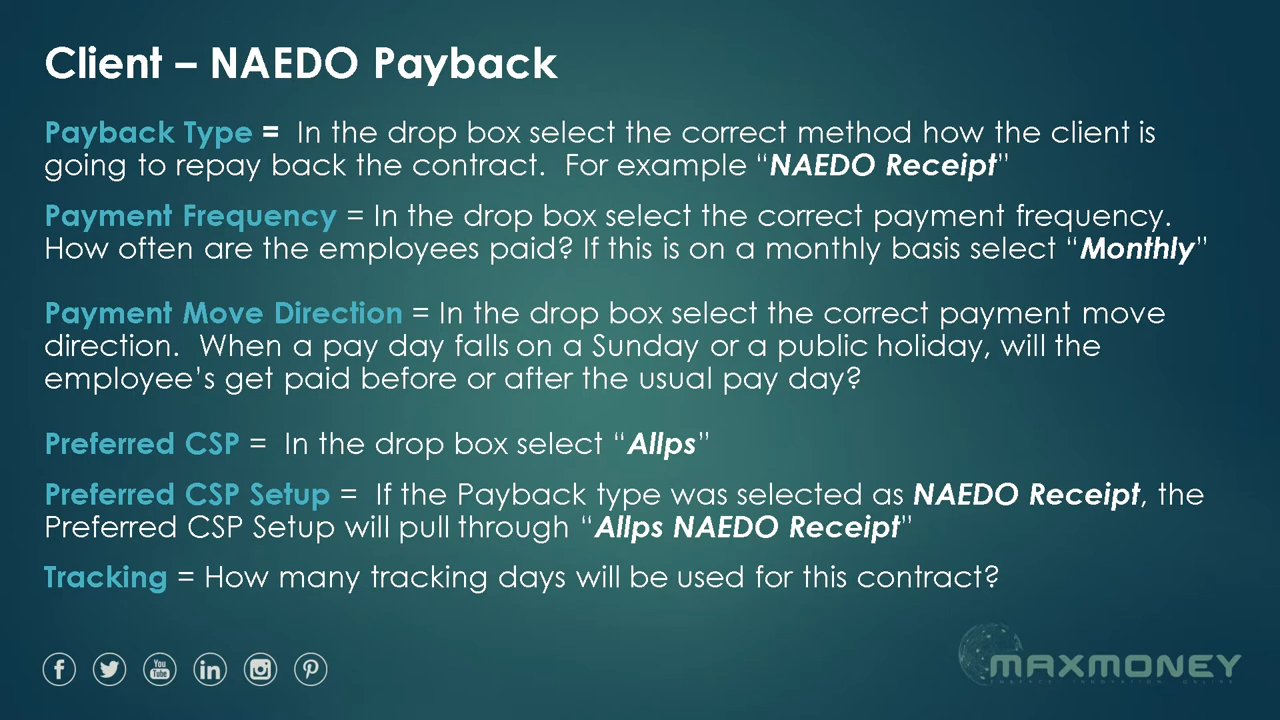 Client – NAEDO Payback
Payback Type =  In the drop box select the correct method how the client is
going to repay back the contract.  For example “NAEDO Receipt”
Payment Frequency = In the drop box select the correct payment frequency.
How often are the employees paid? If this is on a monthly basis select “Monthly”
Payment Move Direction = In the drop box select the correct payment move
direction.  When a pay day falls on a Sunday or a public holiday, will the
employee’s get paid before or after the usual pay day?
Preferred CSP =  In the drop box select “Allps”
Preferred CSP Setup =  If the Payback type was selected as NAEDO Receipt, the
Preferred CSP Setup will pull through “Allps NAEDO Receipt”
Tracking = How many tracking days will be used for this contract?
You Tube
MAXMONEY